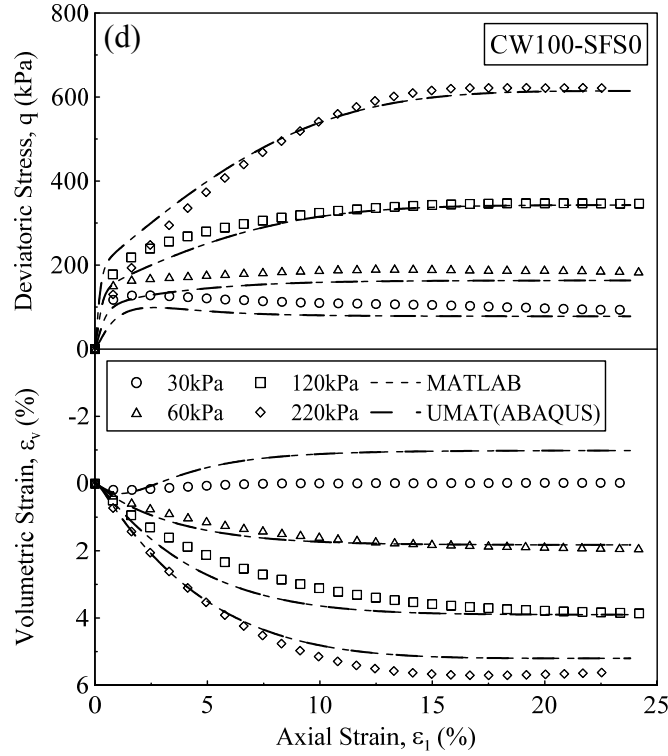 (d)
CW100-SFS0
800
600
400
200
0
Deviatoric Stress, q (kPa)
30kPa 120kPa MATLAB
60kPa 220kPa UMAT(ABAQUS)
-2
0
2
4
6
Volumetric Strain, εv (%)
0 5 10 15 20 25
Axial Strain, ε1 (%)